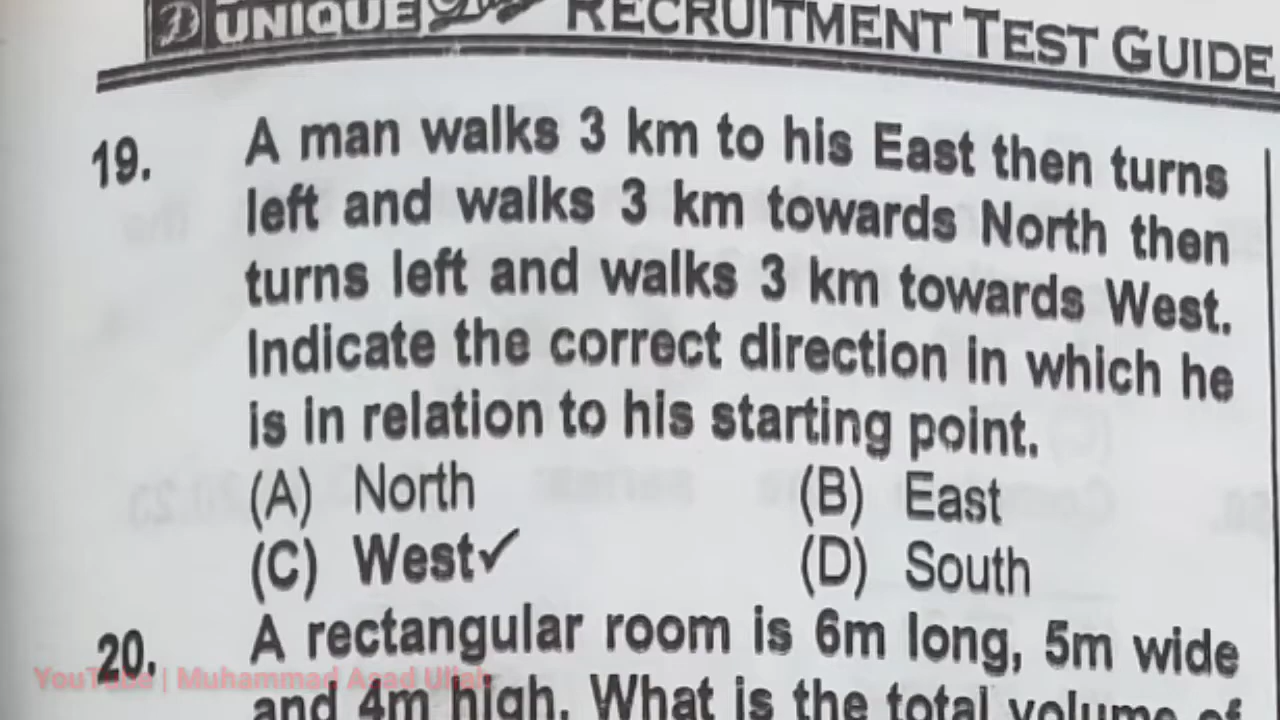 UNIQUE RECRUITMENT TEST GUIDE
19. A man walks 3 km to his East then turns
left and walks 3 km towards North then
turns left and walks 3 km towards West.
Indicate the correct direction in which he
is in relation to his starting point.
(A) North (B) East
(C) West✓ (D) South
20. A rectangular room is 6m long, 5m wide
YouTube | Muhammad Asad Ullah
and 4m high. What is the total volume of